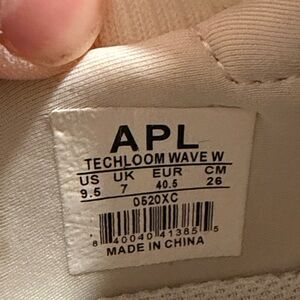 APL
TECHLOOM WAVE W
US UK EUR CM
9.5 7 40.5 26
0520XC
8 40040 41385 5
MADE IN CHINA